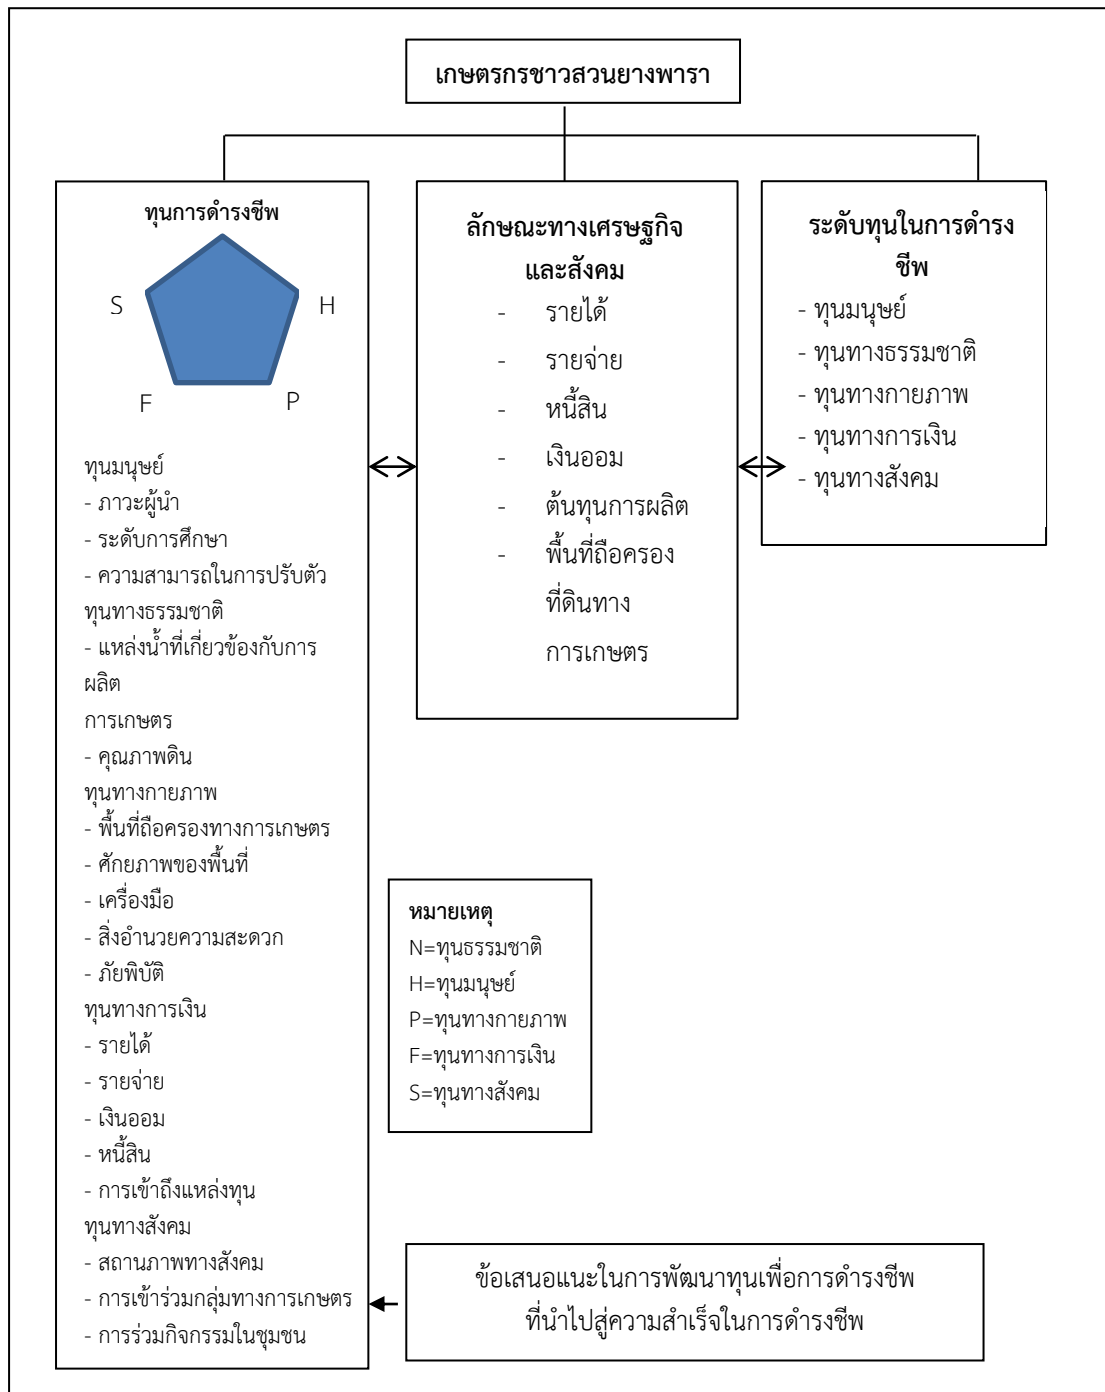 เกษตรกรชาวสวนยางพารา
ทุนการดำรงชีพ
S
H
F
P
ทุนมนุษย์
- ภาวะผู้นำ
- ระดับการศึกษา
- ความสามารถในการปรับตัว
ทุนทางธรรมชาติ
- แหล่งน้ำที่เกี่ยวข้องกับการ
ผลิต
การเกษตร
- คุณภาพดิน
ทุนทางกายภาพ
- พื้นที่ถือครองทางการเกษตร
- ศักยภาพของพื้นที่
- เครื่องมือ
- สิ่งอำนวยความสะดวก
- ภัยพิบัติ
ทุนทางการเงิน
- รายได้
- รายจ่าย
- เงินออม
- หนี้สิน
- การเข้าถึงแหล่งทุน
ทุนทางสังคม
- สถานภาพทางสังคม
- การเข้าร่วมกลุ่มทางการเกษตร
- การร่วมกิจกรรมในชุมชน
ลักษณะทางเศรษฐกิจ
และสังคม
- รายได้
- รายจ่าย
- หนี้สิน
- เงินออม
- ต้นทุนการผลิต
- พื้นที่ถือครอง
ที่ดินทาง
การเกษตร
ระดับทุนในการดำรง
ชีพ
- ทุนมนุษย์
- ทุนทางธรรมชาติ
- ทุนทางกายภาพ
- ทุนทางการเงิน
- ทุนทางสังคม
หมายเหตุ
N=ทุนธรรมชาติ
H=ทุนมนุษย์
P=ทุนทางกายภาพ
F=ทุนทางการเงิน
S=ทุนทางสังคม
ข้อเสนอแนะในการพัฒนาทุนเพื่อการดำรงชีพ
ที่นำไปสู่ความสำเร็จในการดำรงชีพ